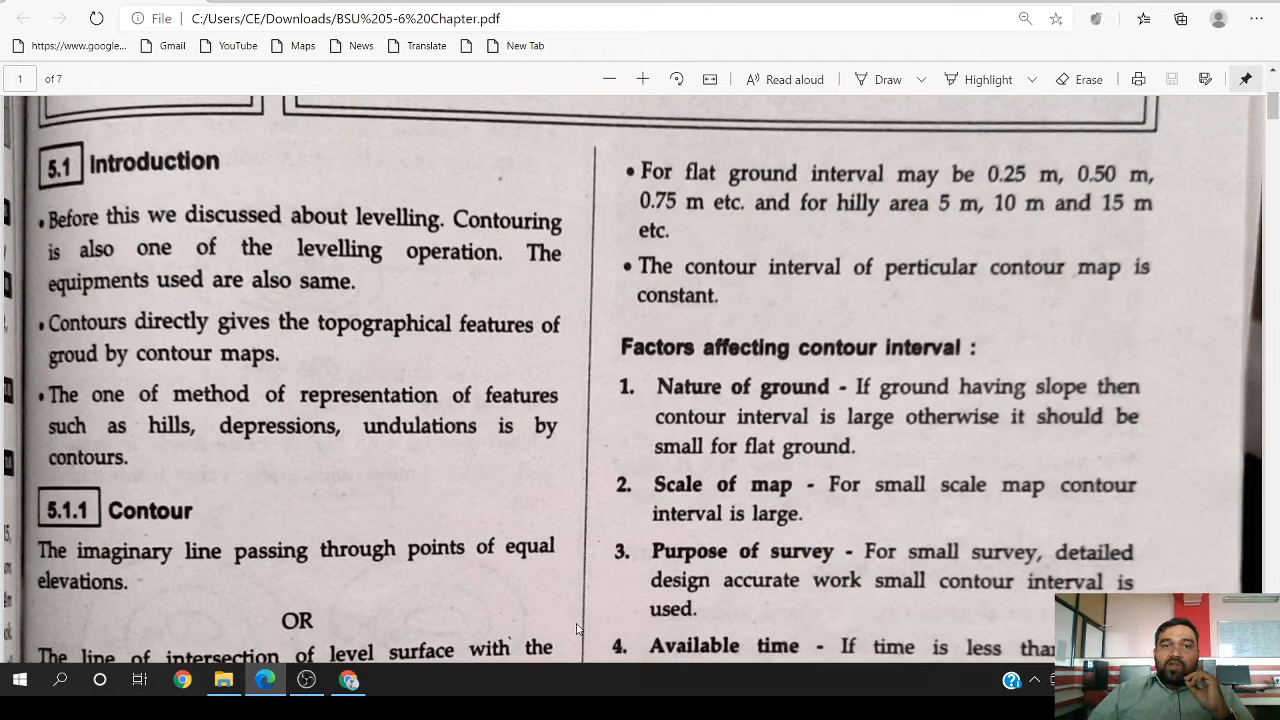 File
C:/Users/CE/Downloads/BSU%205-6%20Chapter.pdf
https://www.google...
Gmail
YouTube
Maps
News
Translate
New Tab
1
of 7
Read aloud
Draw
Highlight
Erase
5.1 Introduction
• Before this we discussed about levelling. Contouring
is also one of the levelling operation. The
equipments used are also same.
• Contours directly gives the topographical features of
groud by contour maps.
• The one of method of representation of features
such as hills, depressions, undulations is by
contours.
5.1.1 Contour
The imaginary line passing through points of equal
elevations.
OR
The line of intersection of level surface with the
• For flat ground interval may be 0.25 m, 0.50 m,
0.75 m etc. and for hilly area 5 m, 10 m and 15 m
etc.
• The contour interval of perticular contour map is
constant.
Factors affecting contour interval :
1. Nature of ground - If ground having slope then
contour interval is large otherwise it should be
small for flat ground.
2. Scale of map - For small scale map contour
interval is large.
3. Purpose of survey - For small survey, detailed
design accurate work small contour interval is
used.
4. Available time - If time is less